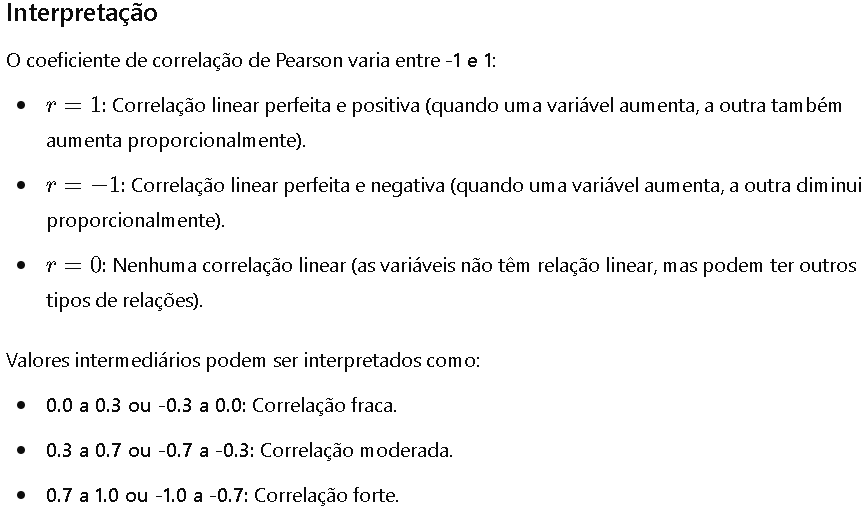 Interpretação
O coeficiente de correlação de Pearson varia entre -1 e 1:
• r = 1: Correlação linear perfeita e positiva (quando uma variável aumenta, a outra também
aumenta proporcionalmente).
• r = −1: Correlação linear perfeita e negativa (quando uma variável aumenta, a outra diminui
proporcionalmente).
• r = 0: Nenhuma correlação linear (as variáveis não têm relação linear, mas podem ter outros
tipos de relações).
Valores intermediários podem ser interpretados como:
• 0.0 a 0.3 ou -0.3 a 0.0: Correlação fraca.
• 0.3 a 0.7 ou -0.7 a -0.3: Correlação moderada.
• 0.7 a 1.0 ou -1.0 a -0.7: Correlação forte.